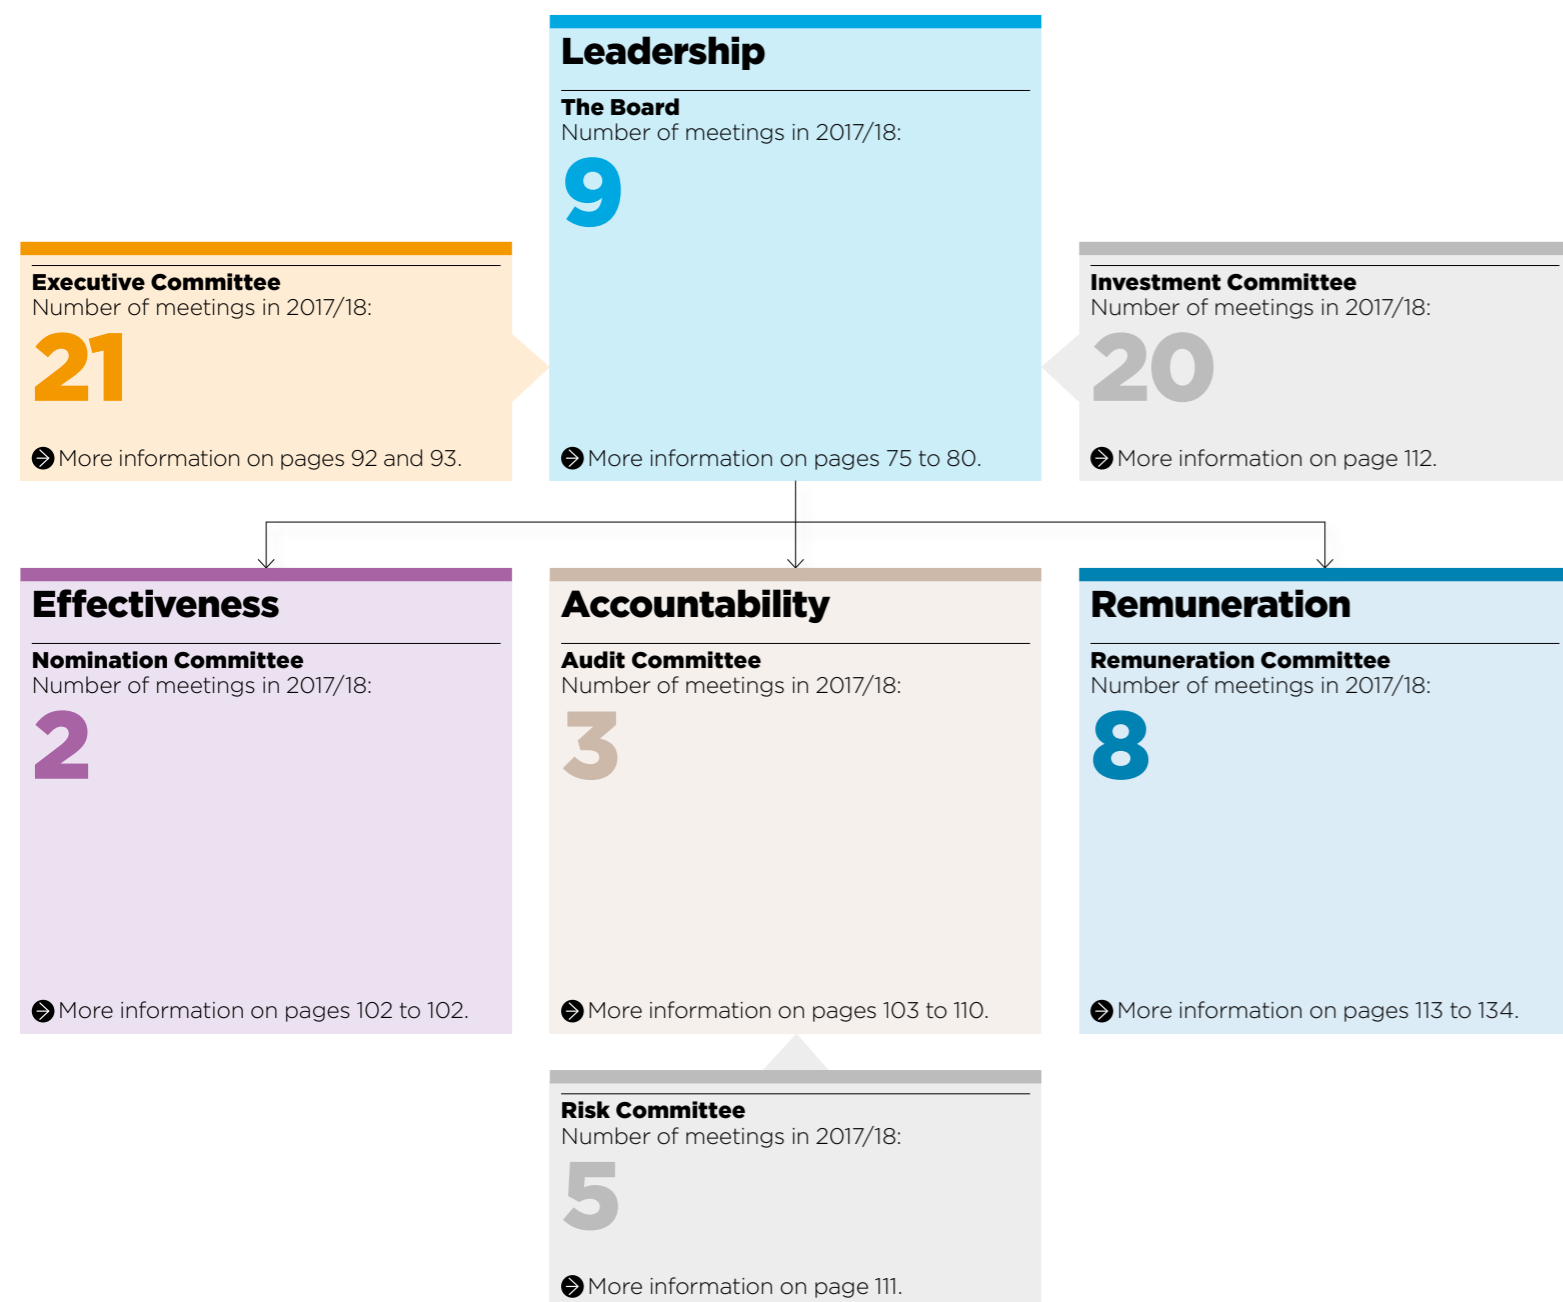 Leadership
The Board
Number of meetings in 2017/18:
9
More information on pages 75 to 80.
Executive Committee
Number of meetings in 2017/18:
21
More information on pages 92 and 93.
Investment Committee
Number of meetings in 2017/18:
20
More information on page 112.
Effectiveness
Nomination Committee
Number of meetings in 2017/18:
2
More information on pages 102 to 102.
Accountability
Audit Committee
Number of meetings in 2017/18:
3
More information on pages 103 to 110.
Remuneration
Remuneration Committee
Number of meetings in 2017/18:
8
More information on pages 113 to 134.
Risk Committee
Number of meetings in 2017/18:
5
More information on page 111.